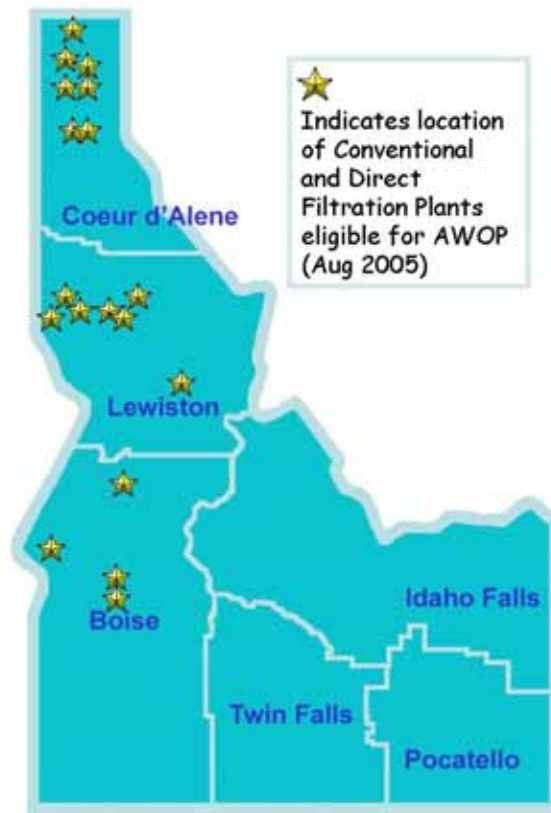 Indicates location
of Conventional
and Direct
Filtration Plants
eligible for AWOP
(Aug 2005)
Coeur d'Alene
Lewiston
Boise
Idaho Falls
Twin Falls
Pocatello